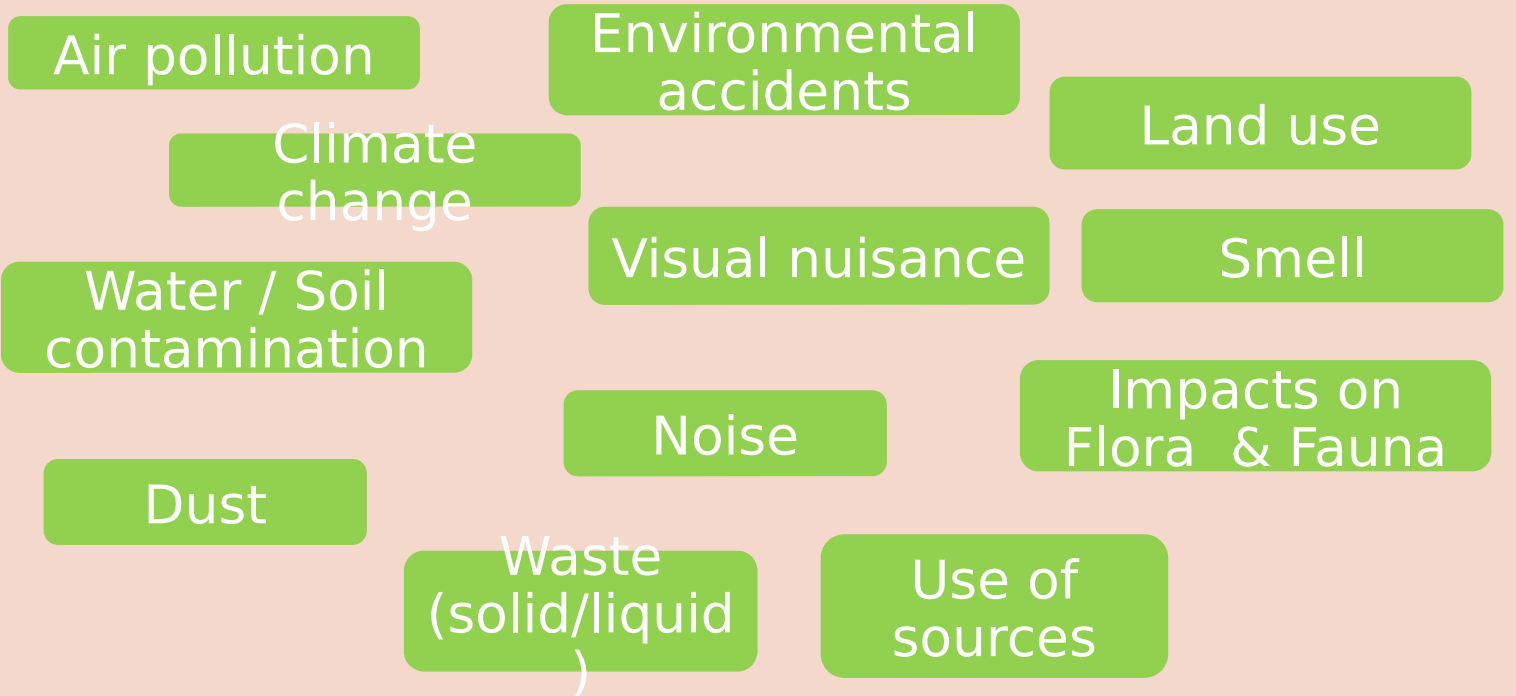 Air pollution
Environmental
accidents
Land use
Climate
change
Visual nuisance
Smell
Water / Soil
contamination
Impacts on
Flora  & Fauna
Noise
Dust
Waste
(solid/liquid
)
Use of
sources